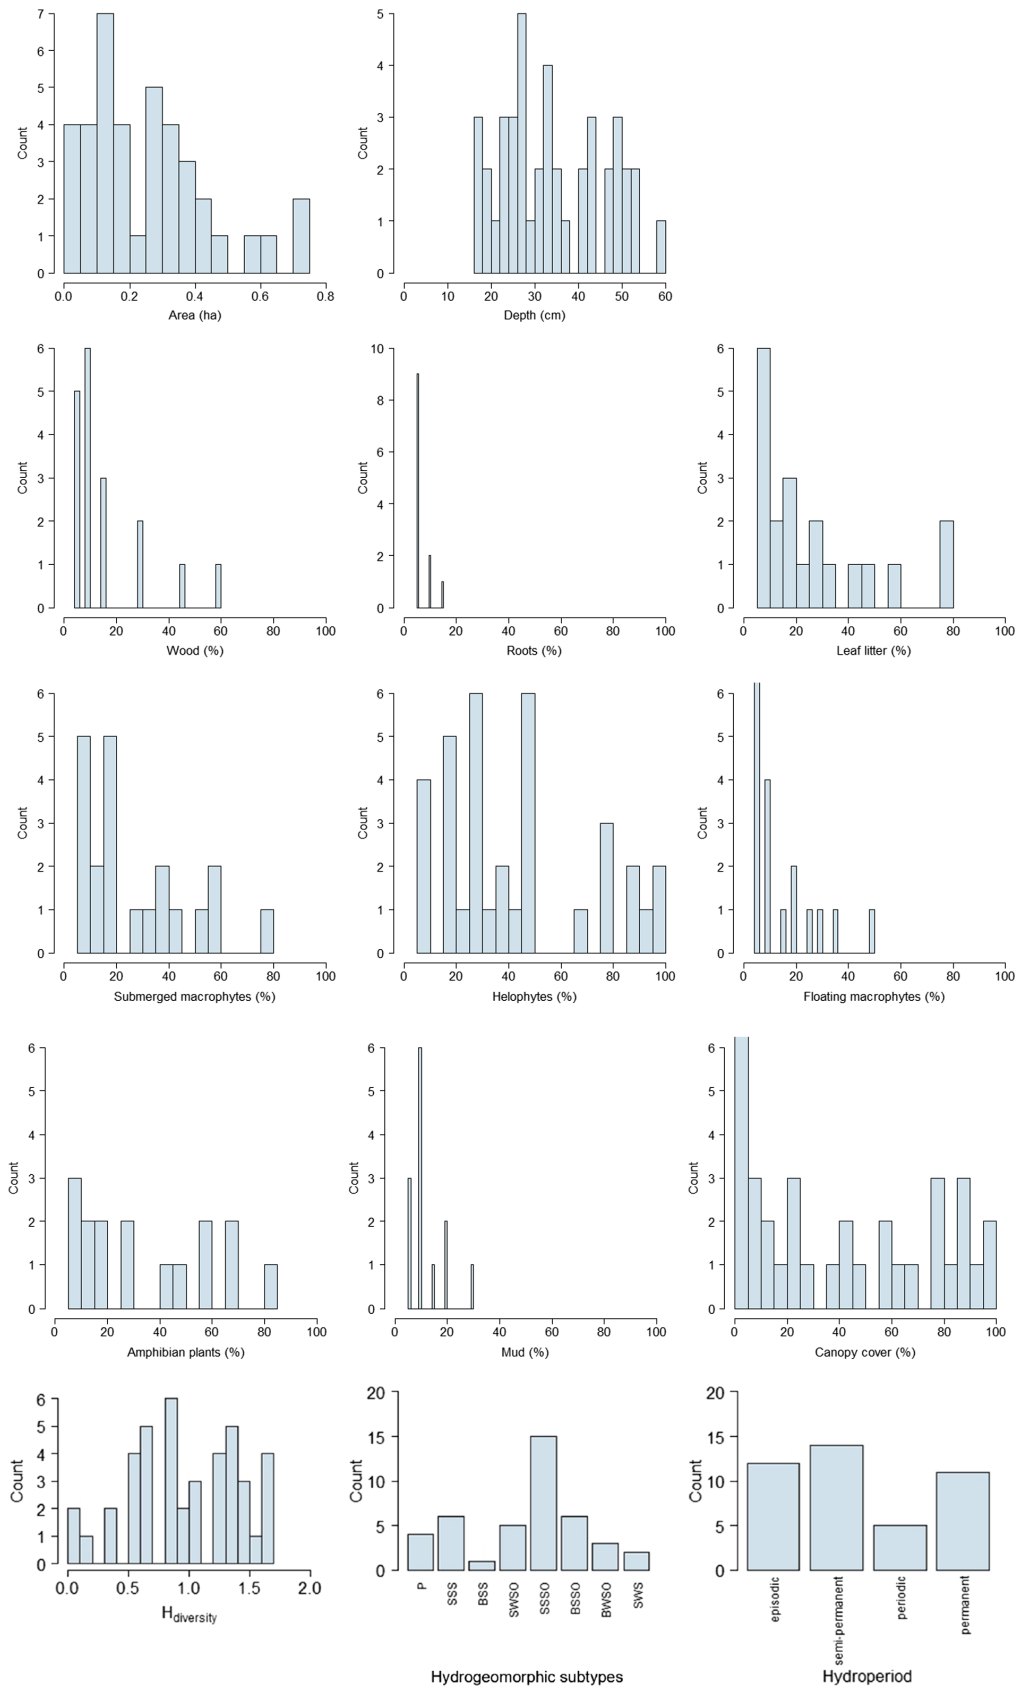 7
6
5
4
3
2
1
0
Count
0.0 0.2 0.4 0.6 0.8
Area (ha)
5
4
3
2
1
0
Count
0 10 20 30 40 50 60
Depth (cm)
6
5
4
3
2
1
0
Count
0 20 40 60 80 100
Wood (%)
10
8
6
4
2
0
Count
0 20 40 60 80 100
Roots (%)
6
5
4
3
2
1
0
Count
0 20 40 60 80 100
Leaf litter (%)
6
5
4
3
2
1
0
Count
0 20 40 60 80 100
Submerged macrophytes (%)
6
5
4
3
2
1
0
Count
0 20 40 60 80 100
Helophytes (%)
6
5
4
3
2
1
0
Count
0 20 40 60 80 100
Floating macrophytes (%)
6
5
4
3
2
1
0
Count
0 20 40 60 80 100
Amphibian plants (%)
6
5
4
3
2
1
0
Count
0 20 40 60 80 100
Mud (%)
6
5
4
3
2
1
0
Count
0 20 40 60 80 100
Canopy cover (%)
6
5
4
3
2
1
0
Count
0.0 0.5 1.0 1.5 2.0
Hdiversity
20
15
10
5
0
Count
P SSS BSS SWSO SSSO BSSO BWSO SWS
Hydrogeomorphic subtypes
20
15
10
5
0
Count
episodic semi-permanent periodic permanent
Hydroperiod